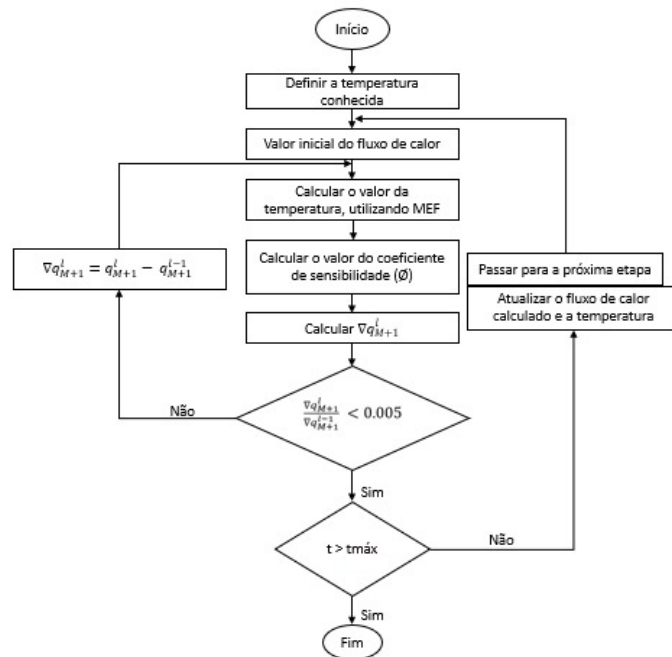 Início
Definir a temperatura
conhecida
Valor inicial do fluxo de calor
Calcular o valor da
temperatura, utilizando MEF
Calcular o valor do coeficiente
de sensibilidade (Ø)
Calcular ∇q^l_{M+1}
∇q^l_{M+1} = q^l_{M+1} − q^{l-1}_{M+1}
Passar para a próxima etapa
Atualizar o fluxo de calor
calculado e a temperatura
∇q^l_{M+1} / ∇q^{l-1}_{M+1} < 0.005
Não
Sim
t > tmáx
Não
Sim
Fim